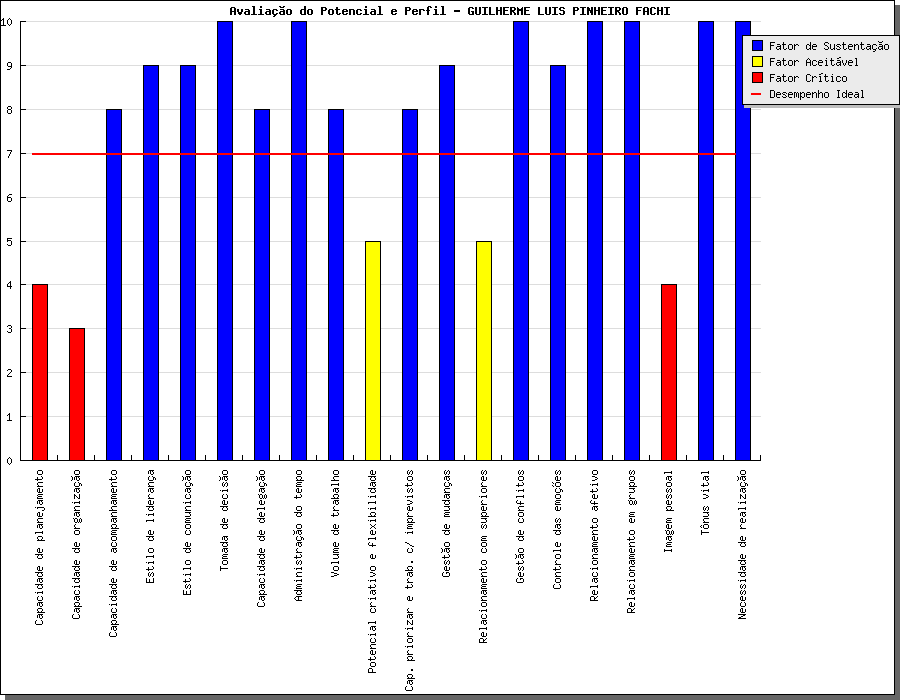 Avaliação do Potencial e Perfil - GUILHERME LUIS PINHEIRO FACHI
Fator de Sustentação
Fator Aceitável
Fator Crítico
Desempenho Ideal
10
9
8
7
6
5
4
3
2
1
0
Capacidade de planejamento
Capacidade de organização
Capacidade de acompanhamento
Estilo de liderança
Estilo de comunicação
Tomada de decisão
Capacidade de delegação
Administração do tempo
Volume de trabalho
Potencial criativo e flexibilidade
Cap. priorizar e trab. c/ imprevistos
Gestão de mudanças
Relacionamento com superiores
Gestão de conflitos
Controle das emoções
Relacionamento afetivo
Relacionamento em grupos
Imagem pessoal
Tônus vital
Necessidade de realização